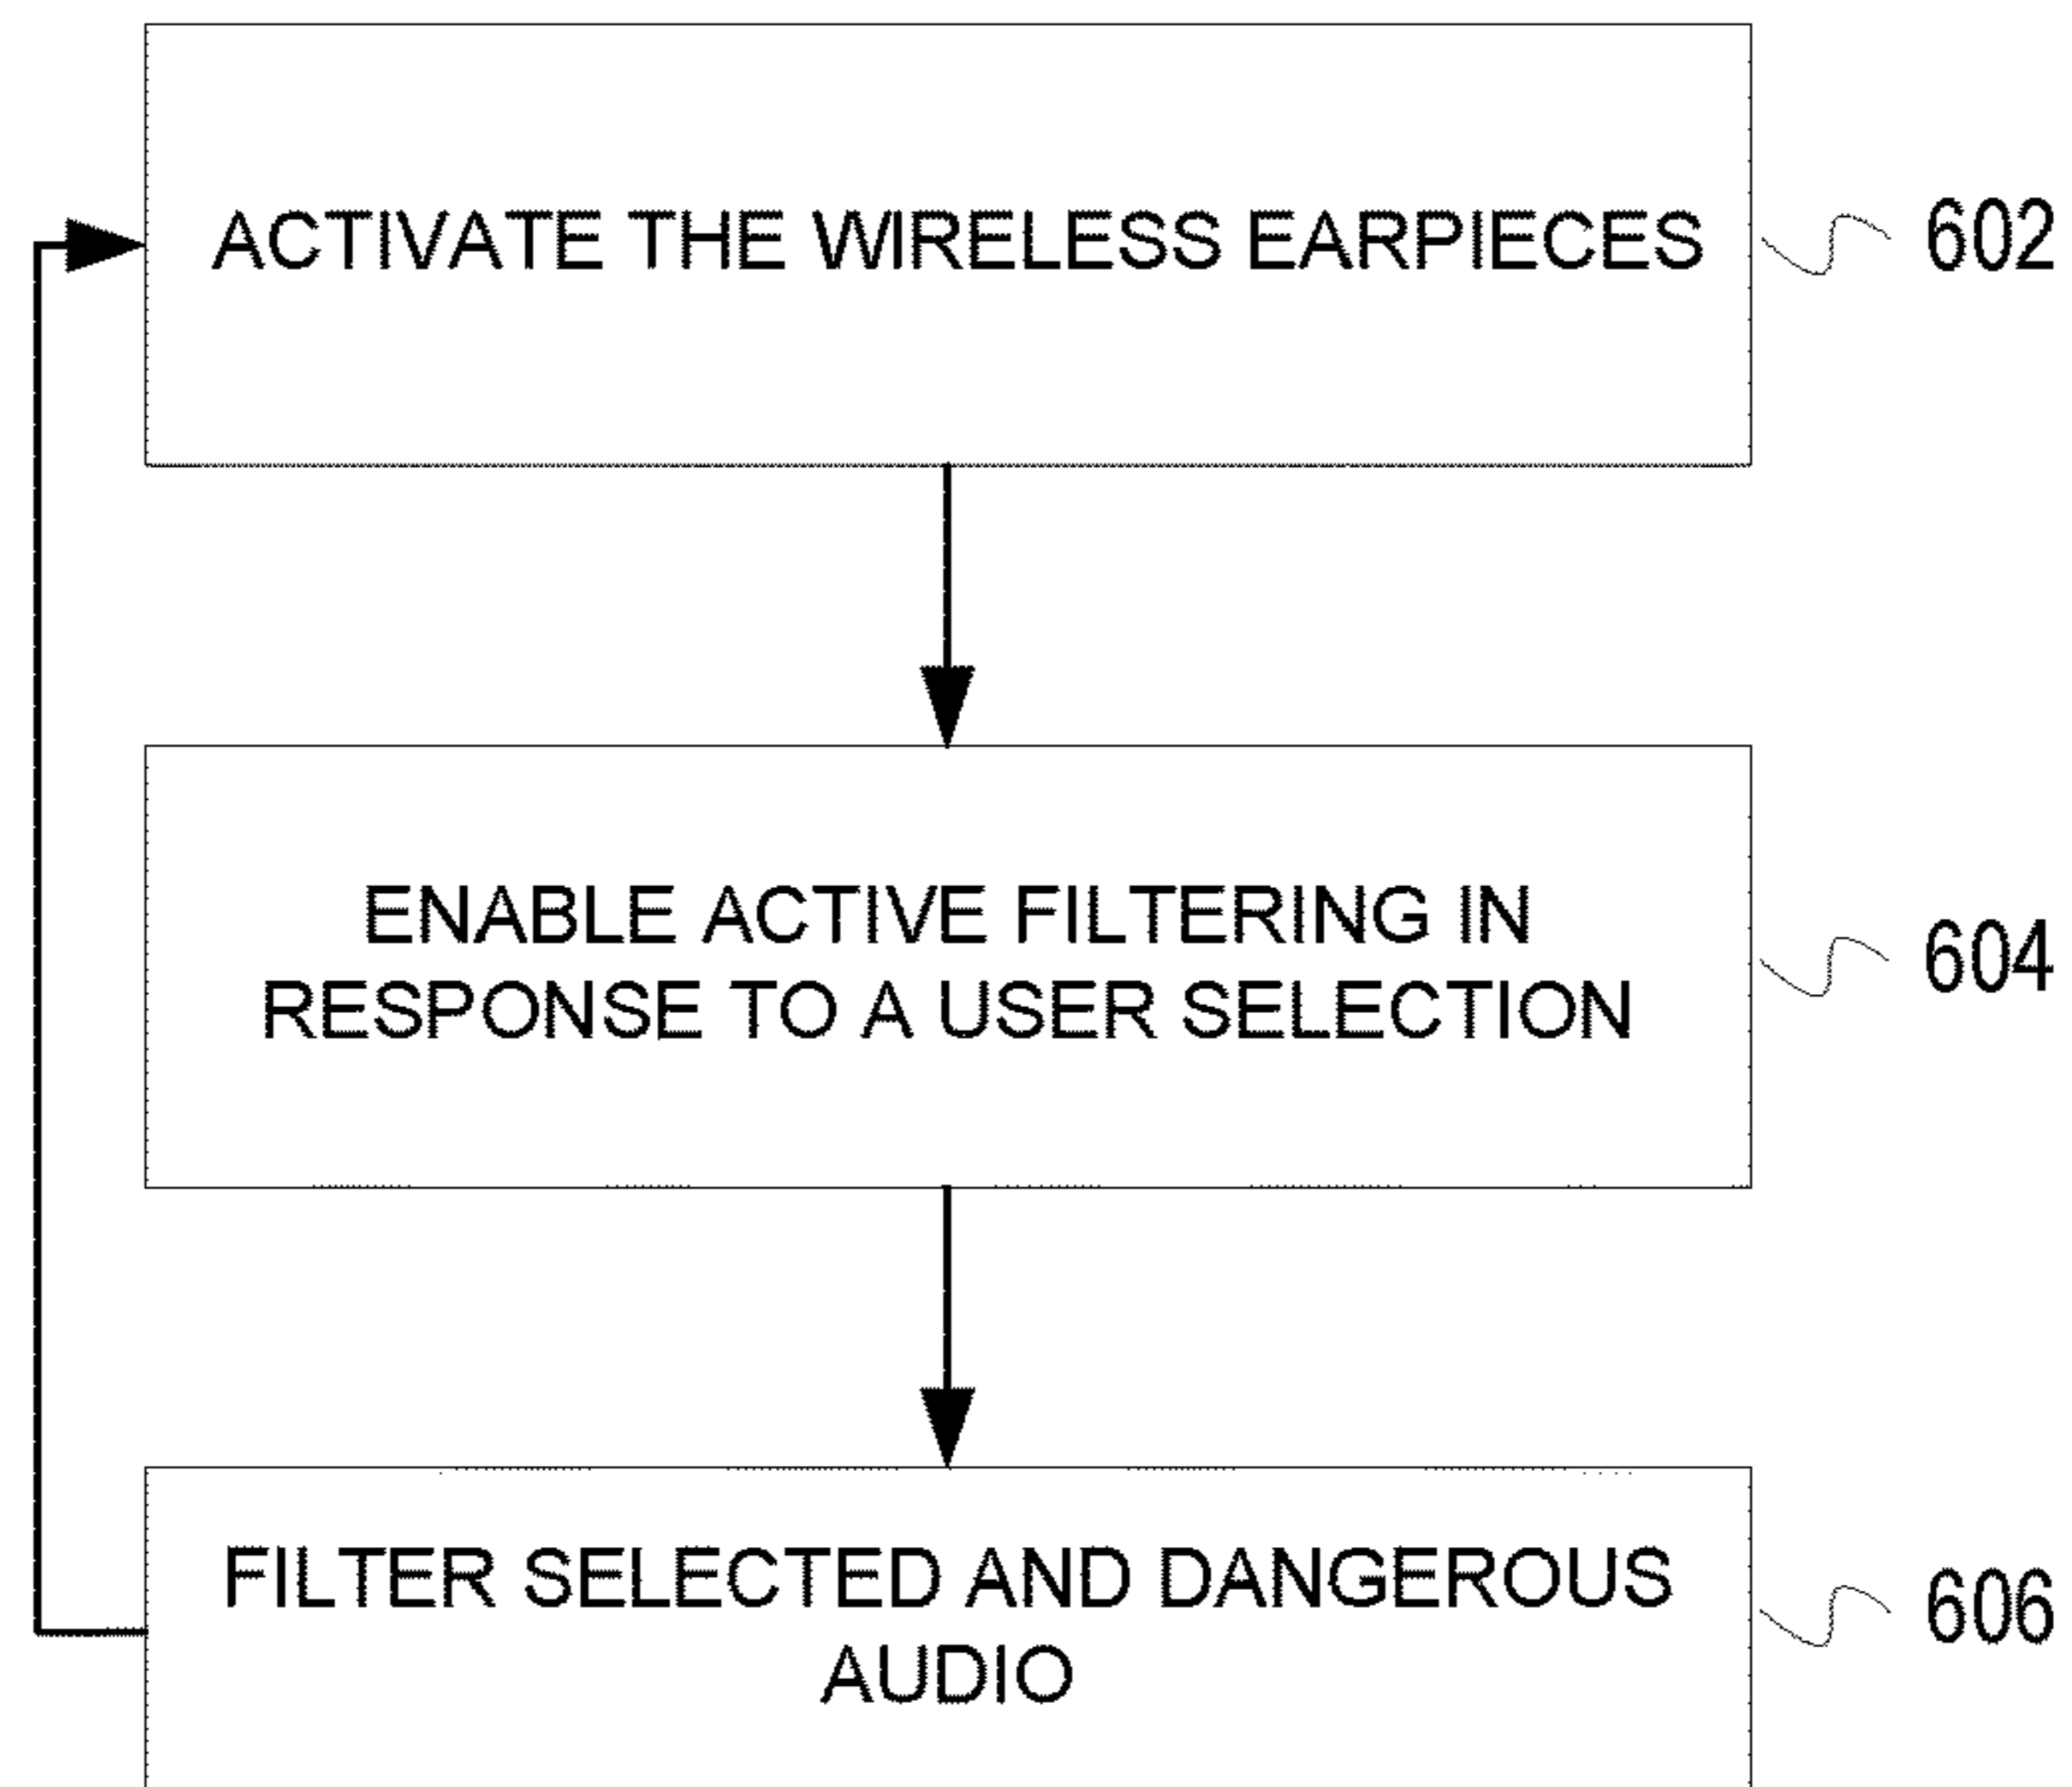 ACTIVATE THE WIRELESS EARPIECES
602
ENABLE ACTIVE FILTERING IN
RESPONSE TO A USER SELECTION
604
FILTER SELECTED AND DANGEROUS
AUDIO
606